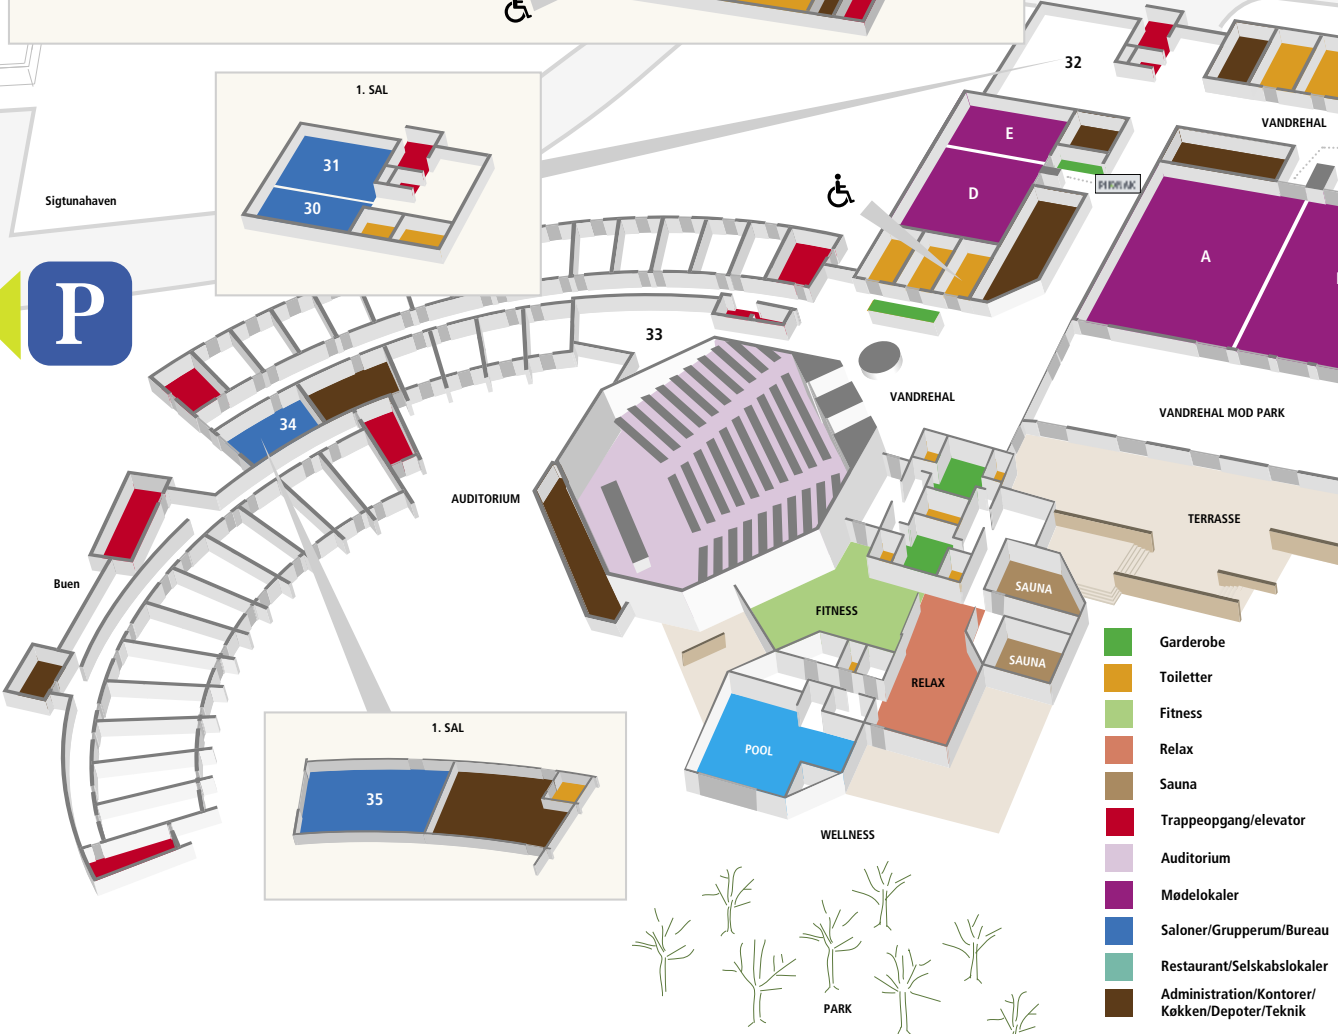 32
1. SAL
E
VANDREHAL
31
D
Sigtunahaven
30
A
P
33
VANDREHAL
VANDREHAL MOD PARK
34
AUDITORIUM
TERRASSE
Buen
SAUNA
FITNESS
SAUNA
RELAX
1. SAL
POOL
35
WELLNESS
PARK
Garderobe
Toiletter
Fitness
Relax
Sauna
Trappeopgang/elevator
Auditorium
Mødelokaler
Saloner/Grupperum/Bureau
Restaurant/Selskabslokaler
Administration/Kontorer/
Køkken/Depoter/Teknik